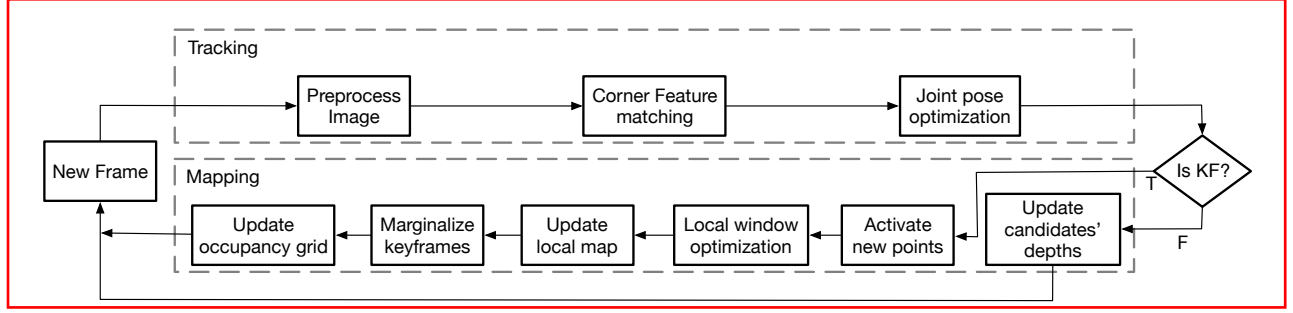 Tracking
Preprocess
Image
Corner Feature
matching
Joint pose
optimization
New Frame
Is KF?
T
F
Mapping
Update
occupancy grid
Marginalize
keyframes
Update
local map
Local window
optimization
Activate
new points
Update
candidates’
depths